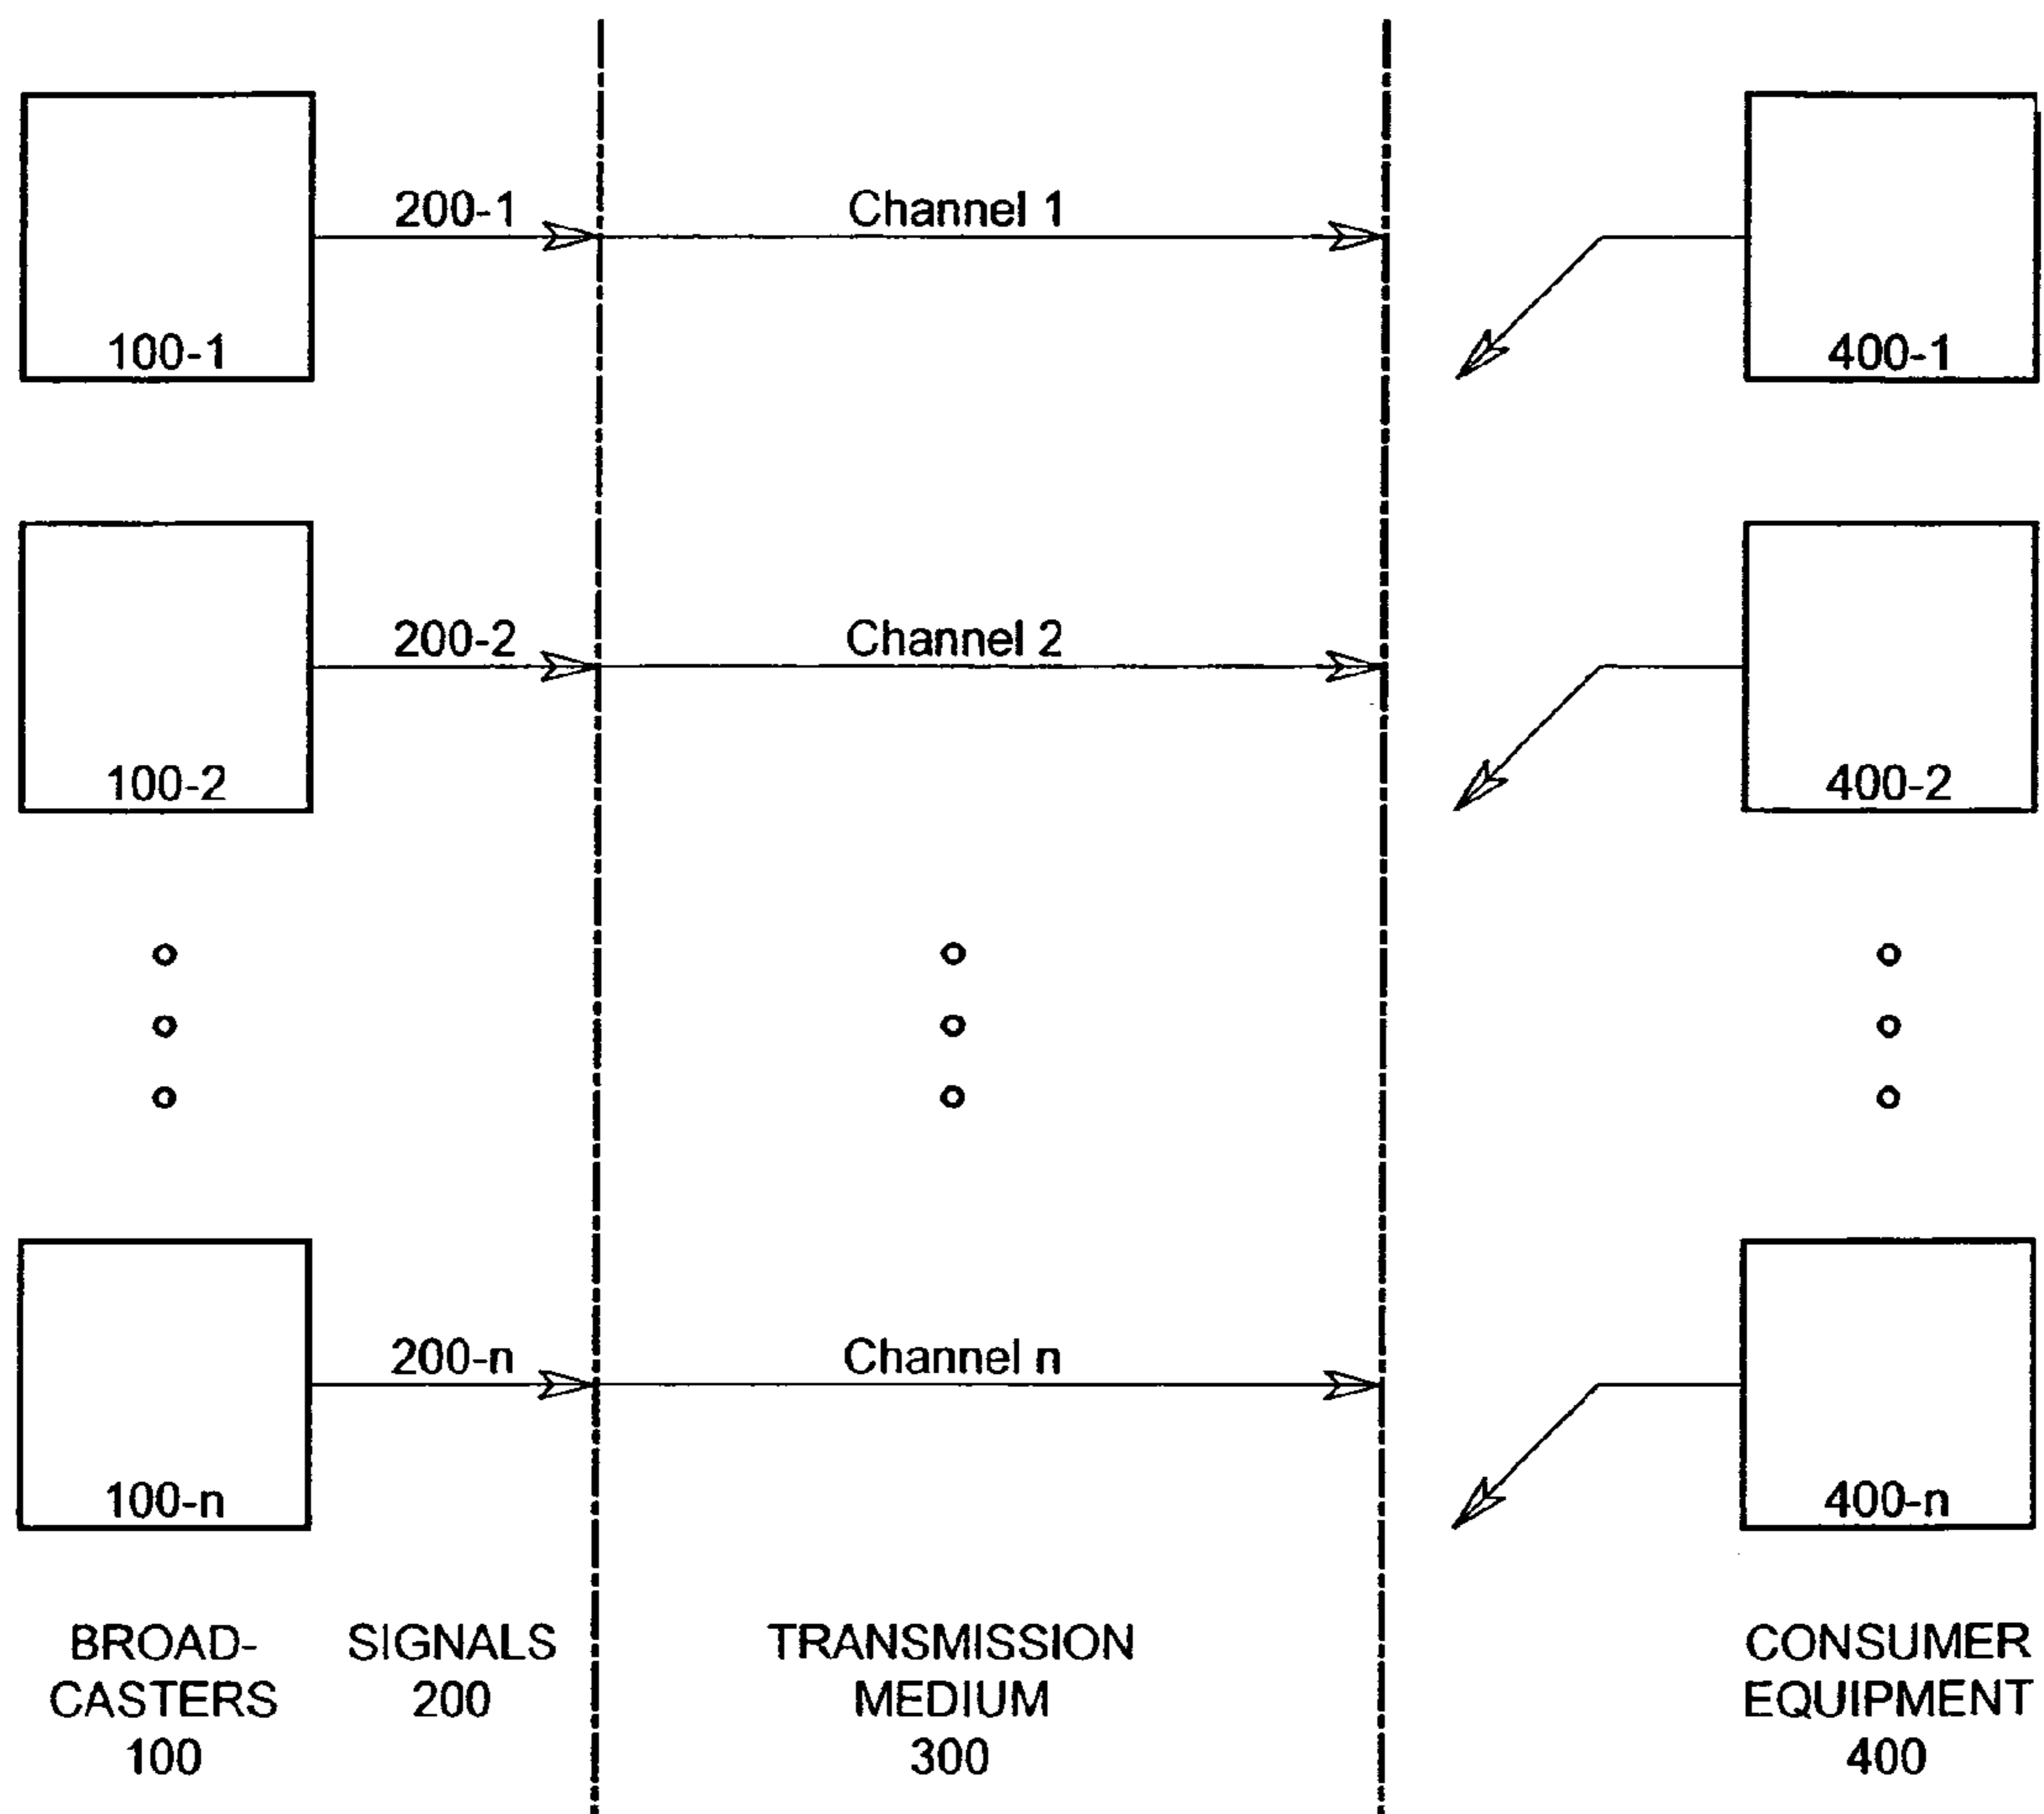 200-1
Channel 1
100-1
400-1
200-2
Channel 2
100-2
400-2
200-n
Channel n
100-n
400-n
BROAD-
CASTERS
100
SIGNALS
200
TRANSMISSION
MEDIUM
300
CONSUMER
EQUIPMENT
400